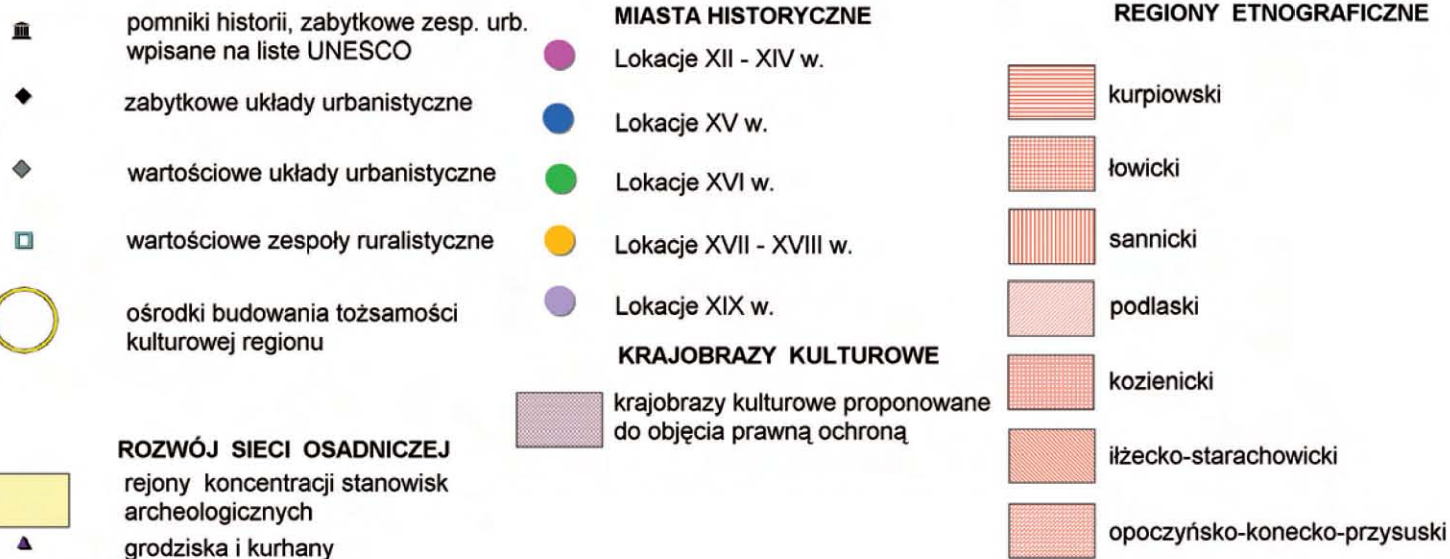 pomniki historii, zabytkowe zesp. urb.
wpisane na liste UNESCO
zabytkowe układy urbanistyczne
wartościowe układy urbanistyczne
wartościowe zespoły ruralistyczne
ośrodki budowania tożsamości
kulturowej regionu
ROZWÓJ SIECI OSADNICZEJ
rejony koncentracji stanowisk
archeologicznych
grodziska i kurhany
MIASTA HISTORYCZNE
Lokacje XII - XIV w.
Lokacje XV w.
Lokacje XVI w.
Lokacje XVII - XVIII w.
Lokacje XIX w.
KRAJOBRAZY KULTUROWE
krajobrazy kulturowe proponowane
do objęcia prawną ochroną
REGIONY ETNOGRAFICZNE
kurpiowski
łowicki
sannicki
podlaski
kozienicki
iłżecko-starachowicki
opoczyńsko-konecko-przysuski